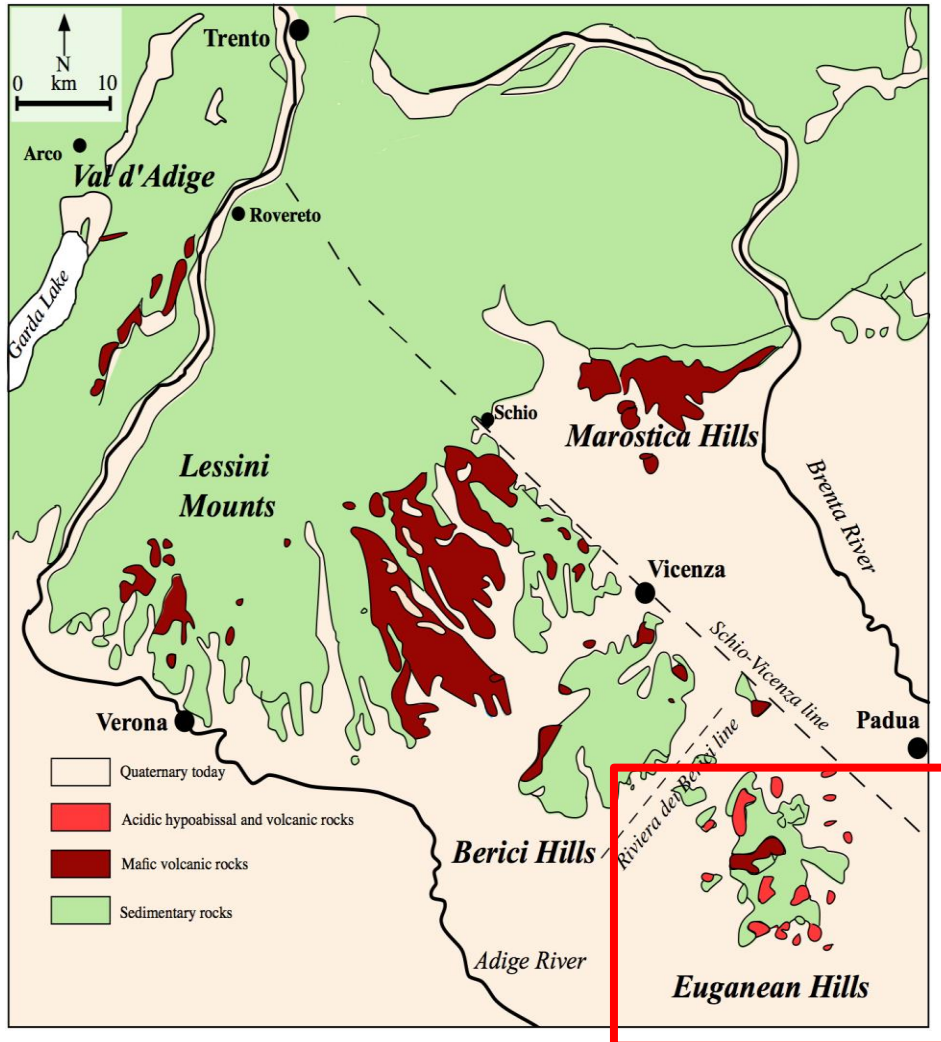 Trento
N
0 km 10
Arco
Val d'Adige
Rovereto
Garda Lake
Schio
Marostica Hills
Lessini
Mounts
Brenta River
Vicenza
Schio-Vicenza line
Verona
Padua
Quaternary today
Riviera dei Berici line
Acidic hypoabissal and volcanic rocks
Berici Hills
Mafic volcanic rocks
Sedimentary rocks
Adige River
Euganean Hills